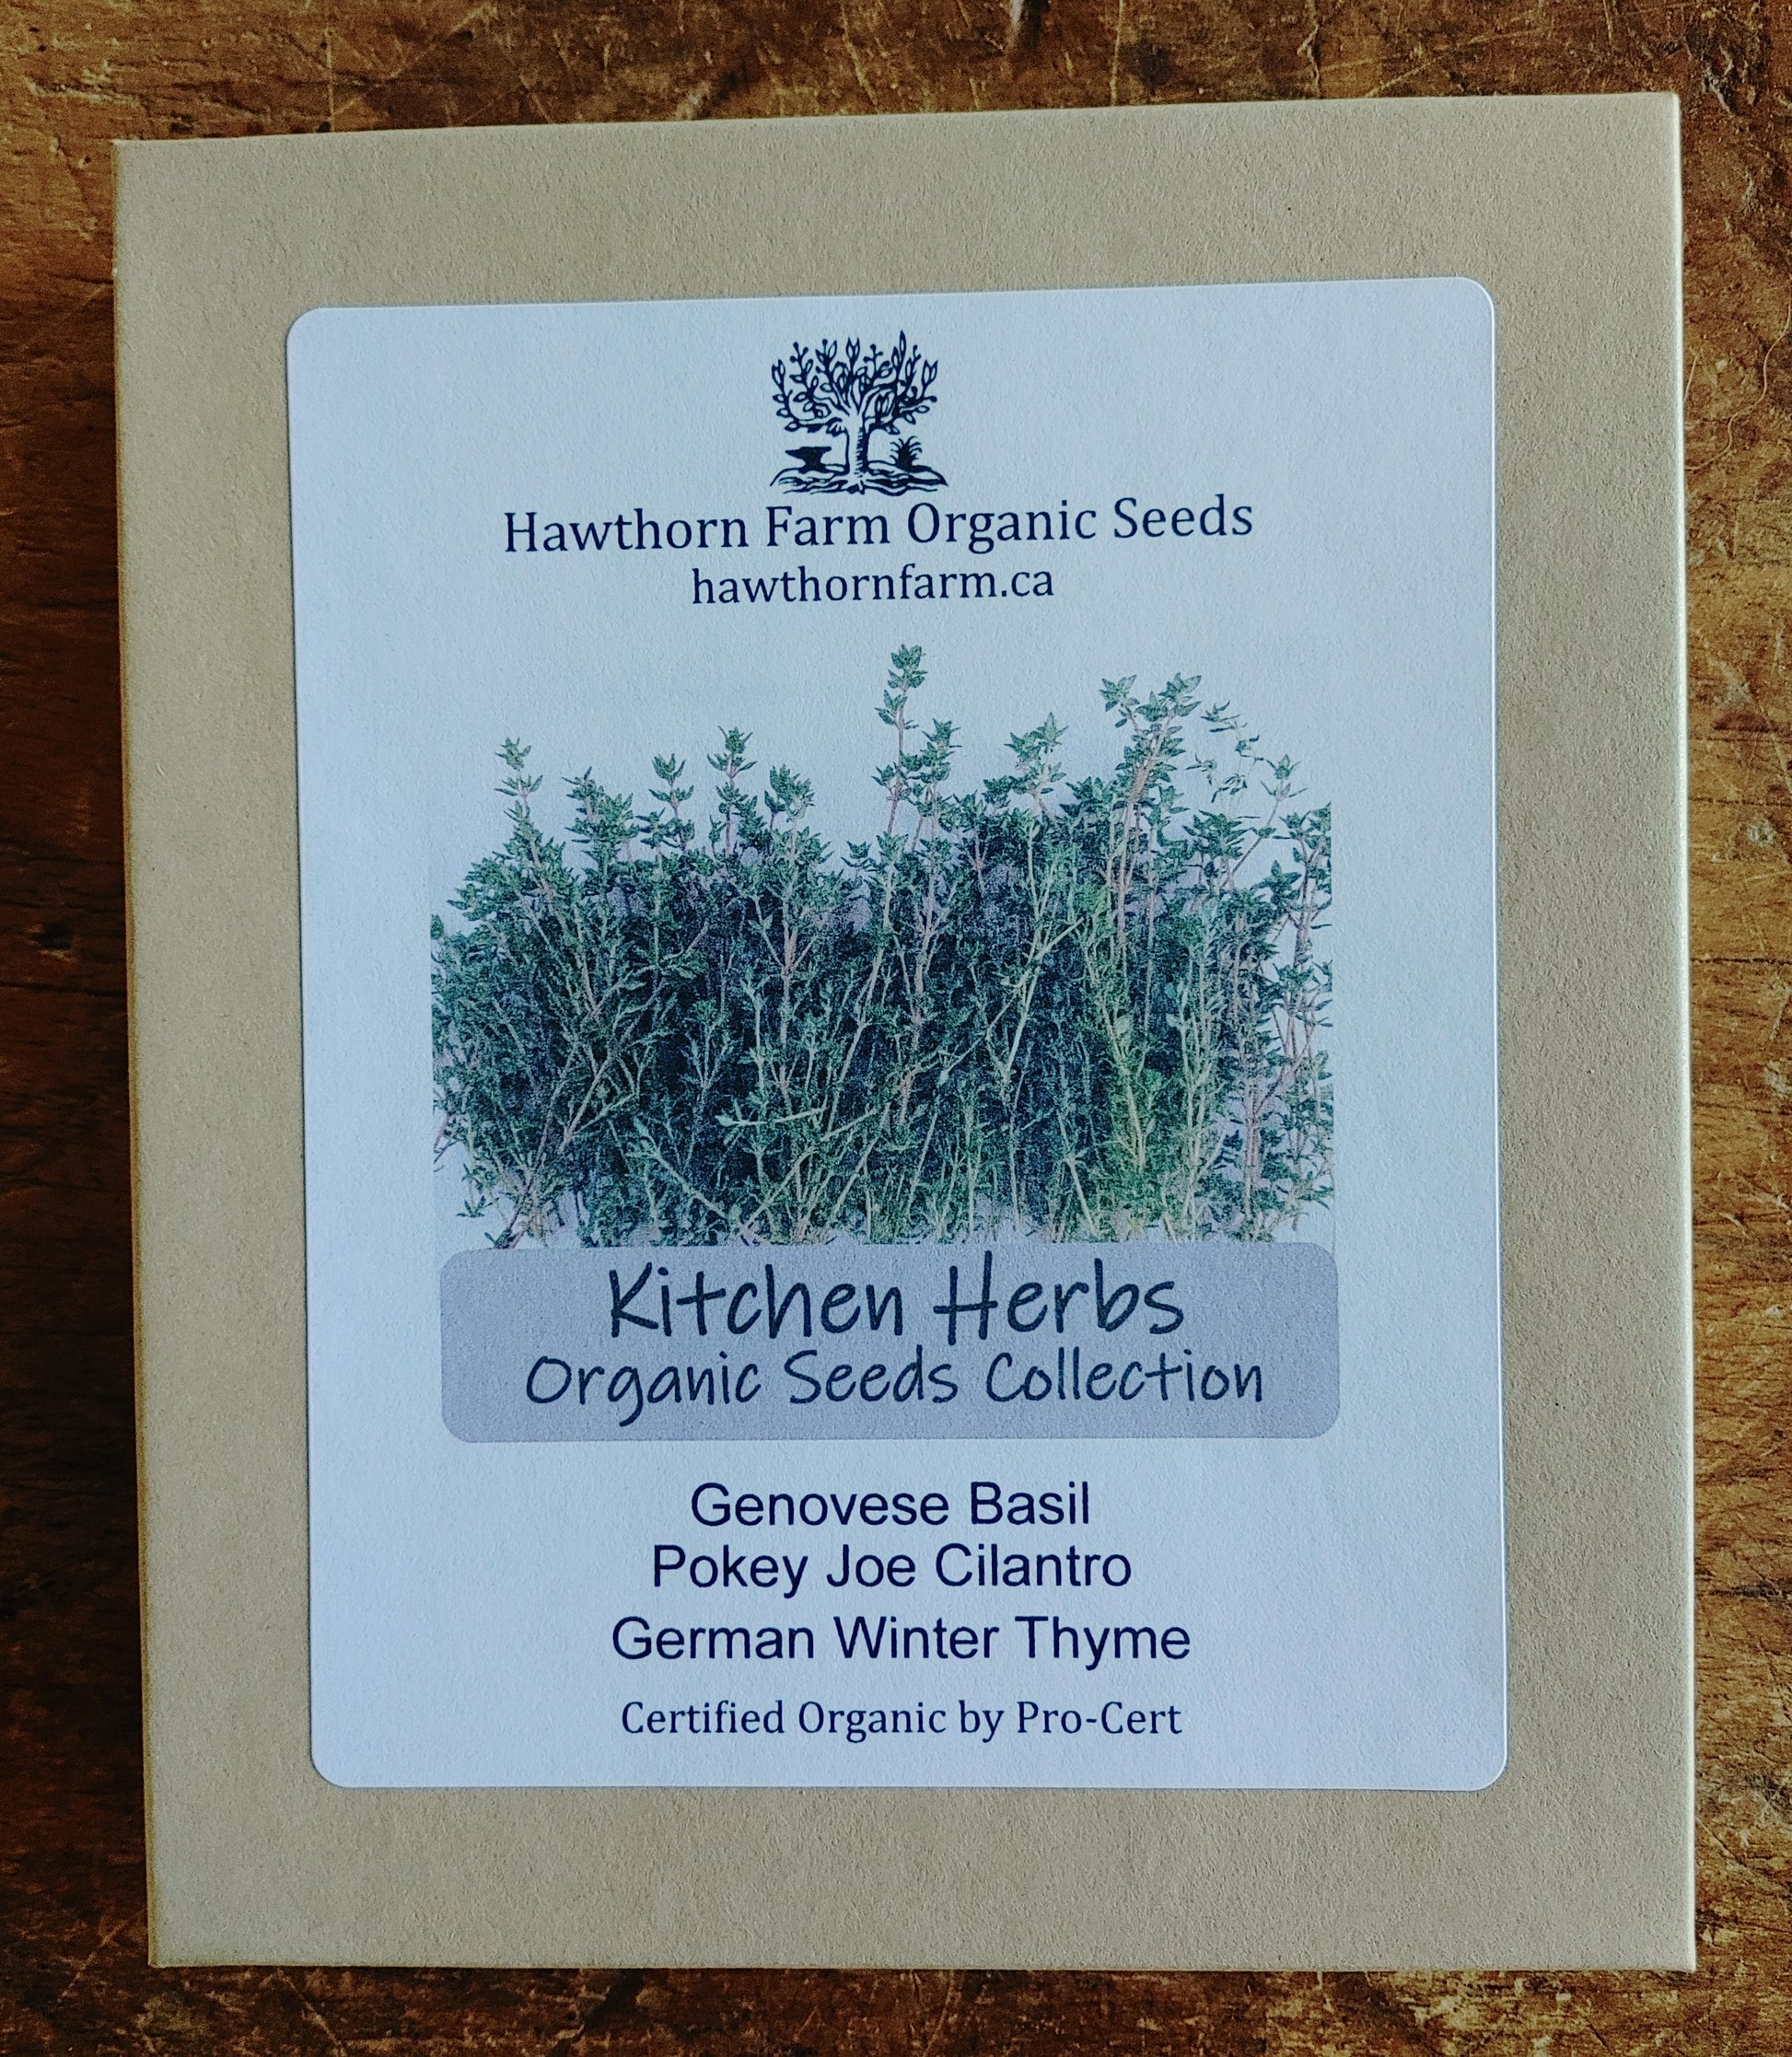 Hawthorn Farm Organic Seeds
hawthornfarm.ca
Kitchen Herbs
Organic Seeds Collection
Genovese Basil
Pokey Joe Cilantro
German Winter Thyme
Certified Organic by Pro-Cert